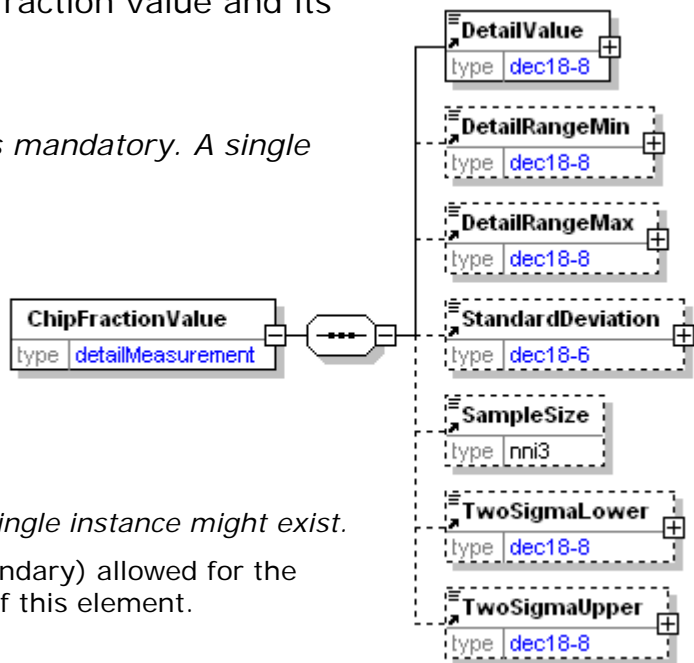 fraction value and its
s mandatory. A single
ingle instance might exist.
ndary) allowed for the
f this element.
ChipFractionValue
type detailMeasurement
DetailValue
type dec18-8
DetailRangeMin
type dec18-8
DetailRangeMax
type dec18-8
StandardDeviation
type dec18-6
SampleSize
type nni3
TwoSigmaLower
type dec18-8
TwoSigmaUpper
type dec18-8